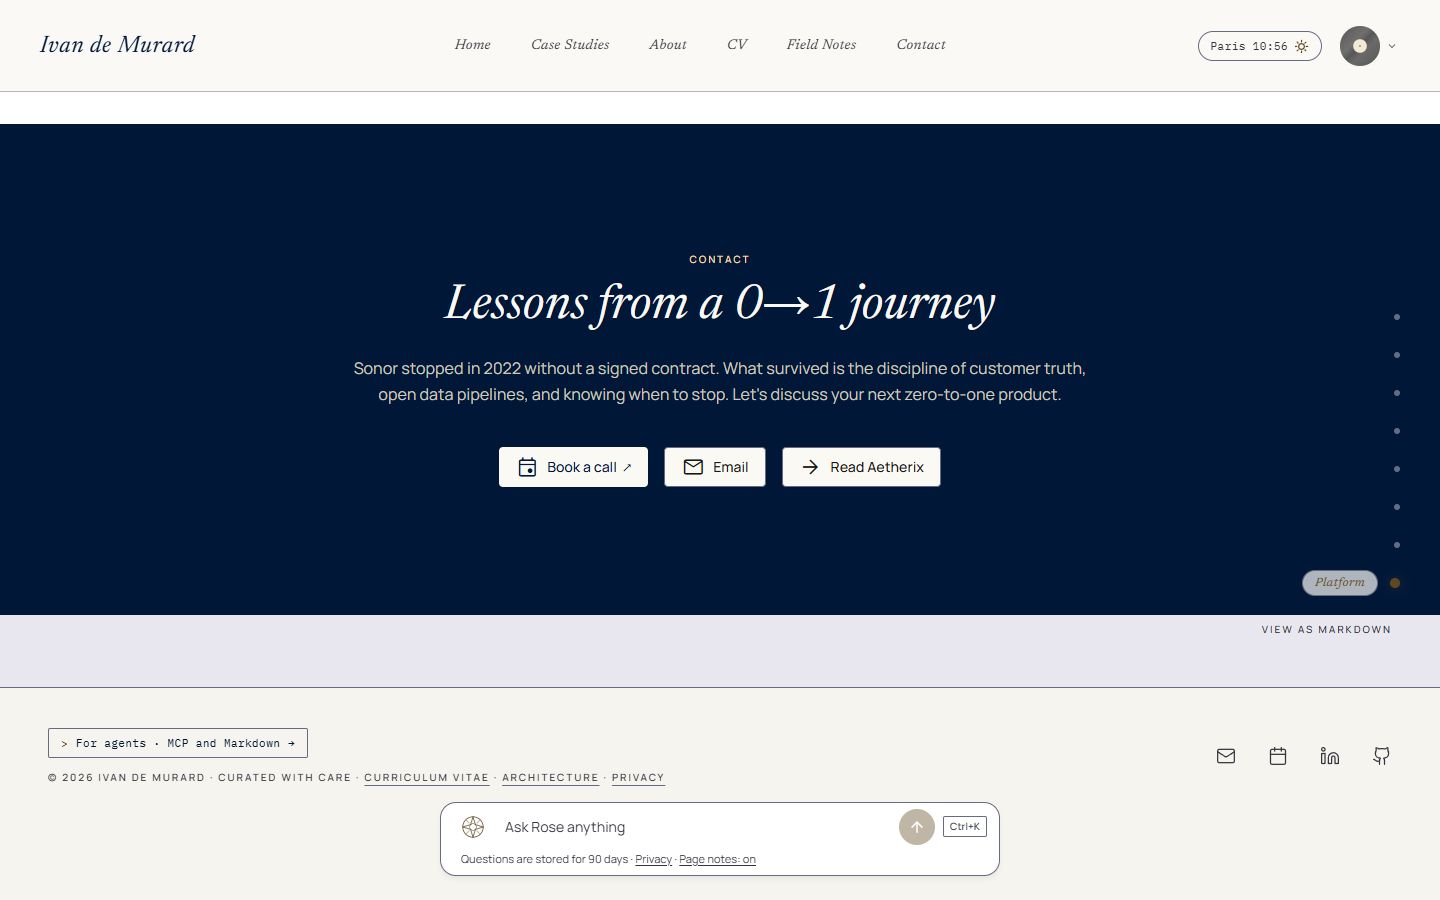 Ivan de Murard
Home
Case Studies
About
CV
Field Notes
Contact
Paris 10:56
CONTACT
Lessons from a 0→1 journey
Sonor stopped in 2022 without a signed contract. What survived is the discipline of customer truth,
open data pipelines, and knowing when to stop. Let's discuss your next zero-to-one product.
Book a call ↗
Email
Read Aetherix
Platform
VIEW AS MARKDOWN
> For agents · MCP and Markdown →
© 2026 IVAN DE MURARD · CURATED WITH CARE · CURRICULUM VITAE · ARCHITECTURE · PRIVACY
Ask Rose anything
Ctrl+K
Questions are stored for 90 days · Privacy · Page notes: on